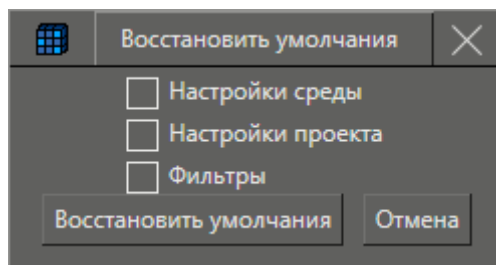 Восстановить умолчания
Настройки среды
Настройки проекта
Фильтры
Восстановить умолчания Отмена